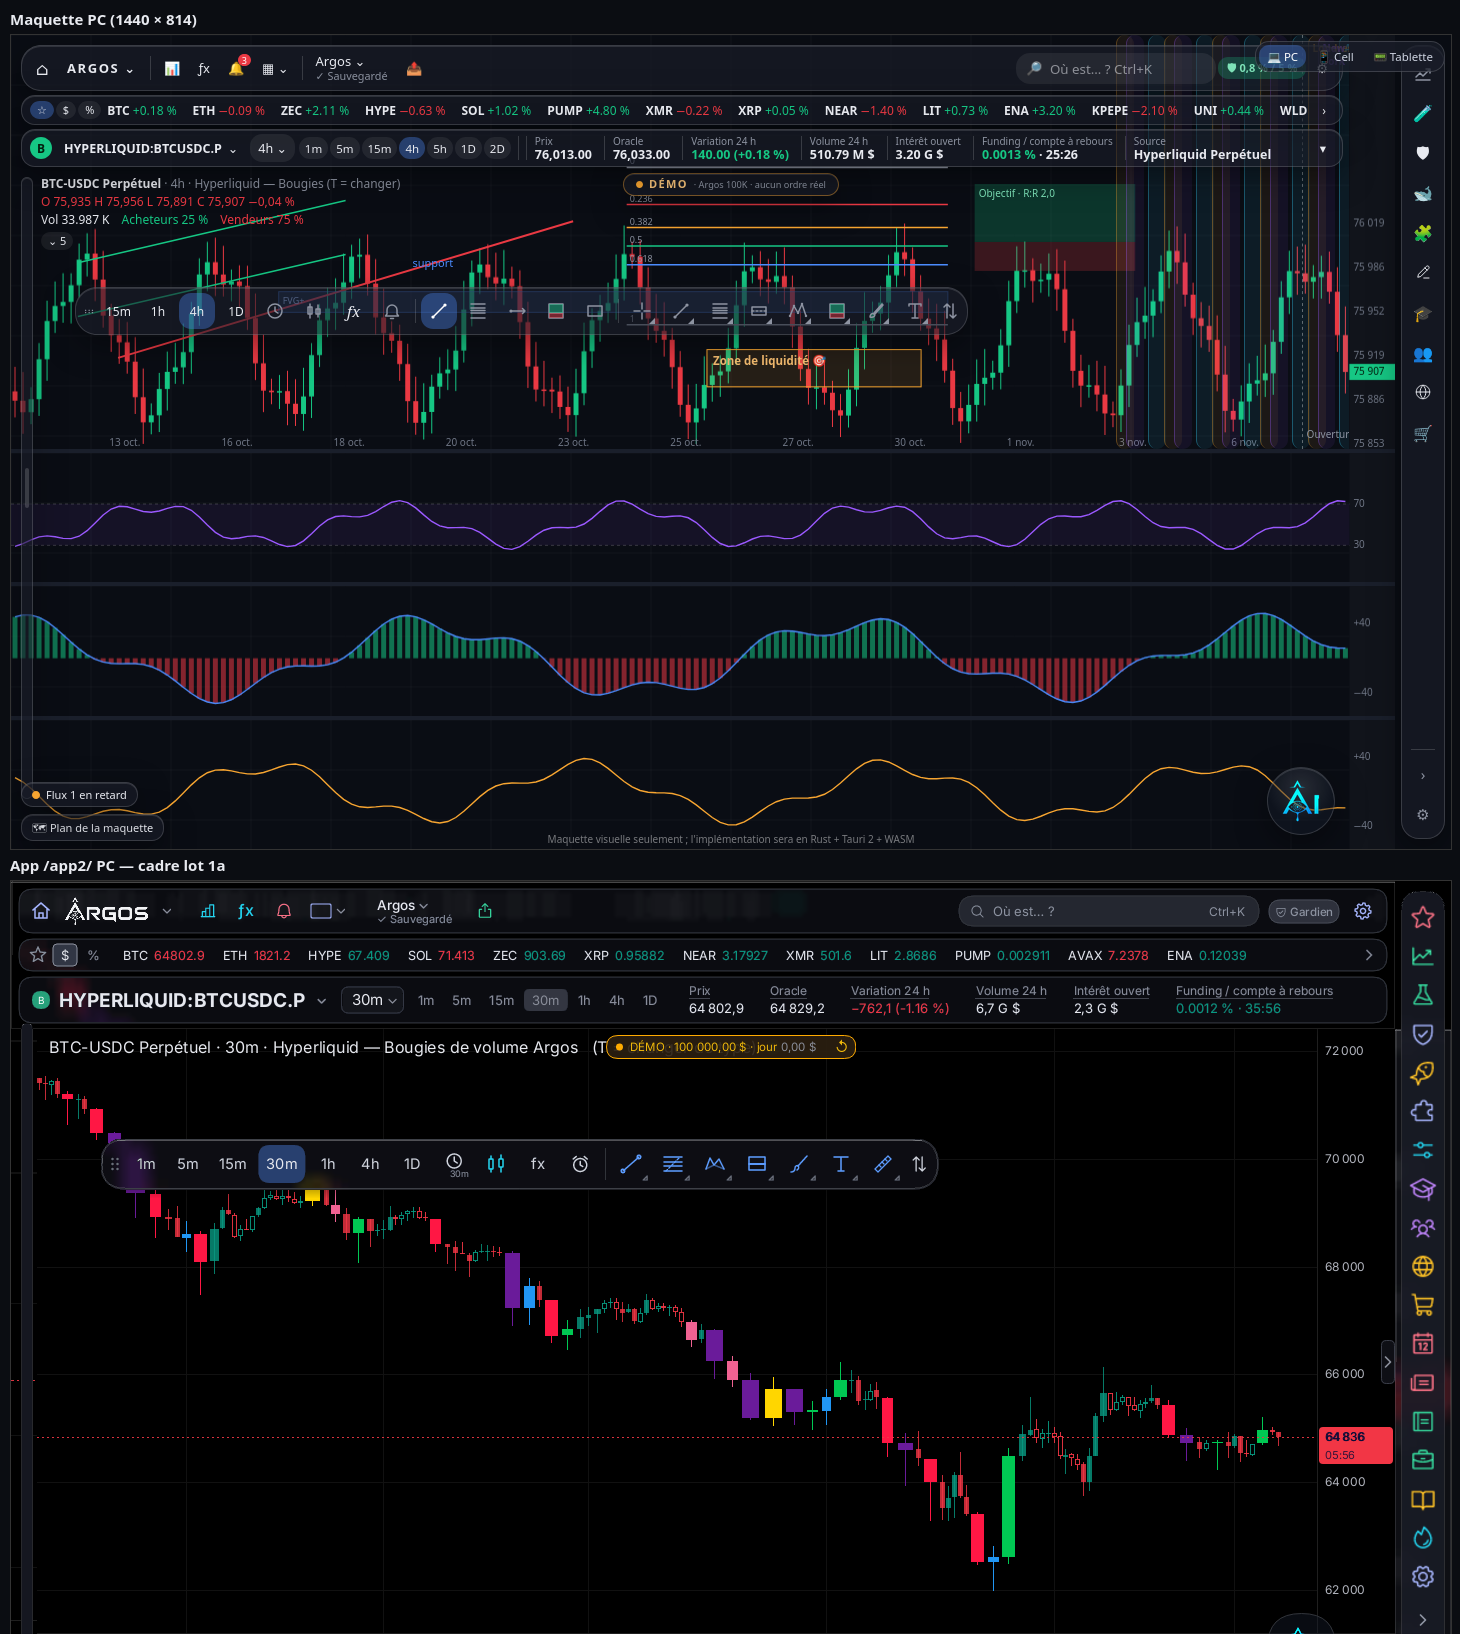 Maquette PC (1440 × 814)
ARGOS
fx
3
Argos
✓ Sauvegardé
Où est... ? Ctrl+K
0,8
PC
Cell
Tablette
$ % BTC +0.18 % ETH −0.09 % ZEC +2.11 % HYPE −0.63 % SOL +1.02 % PUMP +4.80 % XMR −0.22 % XRP +0.05 % NEAR −1.40 % LIT +0.73 % ENA +3.20 % KPEPE −2.10 % UNI +0.44 % WLD ›
B HYPERLIQUID:BTCUSDC.P 4h 1m 5m 15m 4h 5h 1D 2D
Prix
76,013.00
Oracle
76,033.00
Variation 24 h
140.00 (+0.18 %)
Volume 24 h
510.79 M $
Intérêt ouvert
3.20 G $
Funding / compte à rebours
0.0013 % · 25:26
Source
Hyperliquid Perpétuel
BTC-USDC Perpétuel · 4h · Hyperliquid — Bougies (T = changer)
O 75,935 H 75,956 L 75,891 C 75,907 −0,04 %
Vol 33.987 K Acheteurs 25 % Vendeurs 75 %
5
DÉMO · Argos 100K · aucun ordre réel
0.236
0.382
0.5
0.618
Objectif · R:R 2,0
support
FVG
15m 1h 4h 1D fx T
Zone de liquidité 🎯
76 019
75 986
75 952
75 919
75 907
75 886
75 853
Ouvertur
13 oct. 16 oct. 18 oct. 20 oct. 23 oct. 25 oct. 27 oct. 30 oct. 1 nov. 3 nov. 6 nov.
70
30
+40
−40
+40
−40
Flux 1 en retard
Plan de la maquette
AI
Maquette visuelle seulement ; l'implémentation sera en Rust + Tauri 2 + WASM
App /app2/ PC — cadre lot 1a
ARGOS
fx
Argos
✓ Sauvegardé
Où est... ? Ctrl+K
Gardien
$ % BTC 64802.9 ETH 1821.2 HYPE 67.409 SOL 71.413 ZEC 903.69 XRP 0.95882 NEAR 3.17927 XMR 501.6 LIT 2.8686 PUMP 0.002911 AVAX 7.2378 ENA 0.12039
B HYPERLIQUID:BTCUSDC.P 30m 1m 5m 15m 30m 1h 4h 1D
Prix
64 802,9
Oracle
64 829,2
Variation 24 h
−762,1 (-1.16 %)
Volume 24 h
6,7 G $
Intérêt ouvert
2,3 G $
Funding / compte à rebours
0.0012 % · 35:56
BTC-USDC Perpétuel · 30m · Hyperliquid — Bougies de volume Argos (T
DÉMO · 100 000,00 $ · jour 0,00 $
1m 5m 15m 30m 1h 4h 1D 30m fx T
72 000
70 000
68 000
66 000
64 836
05:56
64 000
62 000
12